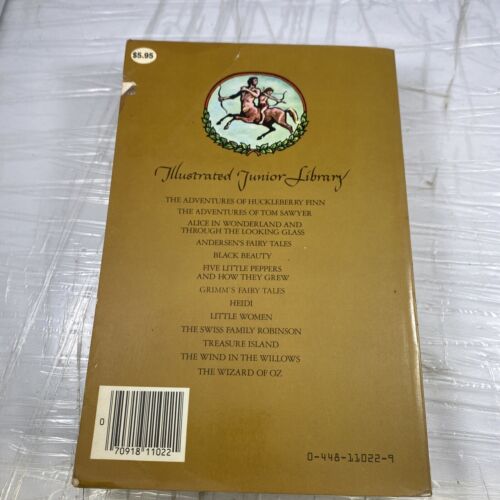 $5.95
Illustrated Junior Library
THE ADVENTURES OF HUCKLEBERRY FINN
THE ADVENTURES OF TOM SAWYER
ALICE IN WONDERLAND AND
THROUGH THE LOOKING GLASS
ANDERSEN'S FAIRY TALES
BLACK BEAUTY
FIVE LITTLE PEPPERS
AND HOW THEY GREW
GRIMM'S FAIRY TALES
HEIDI
LITTLE WOMEN
THE SWISS FAMILY ROBINSON
TREASURE ISLAND
THE WIND IN THE WILLOWS
THE WIZARD OF OZ
0 70918 11022
0-448-11022-9